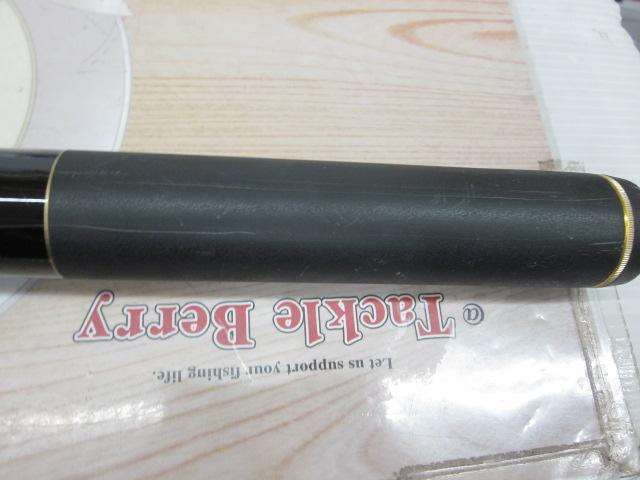 @ Tackle Berry
Let us support your fishing life.